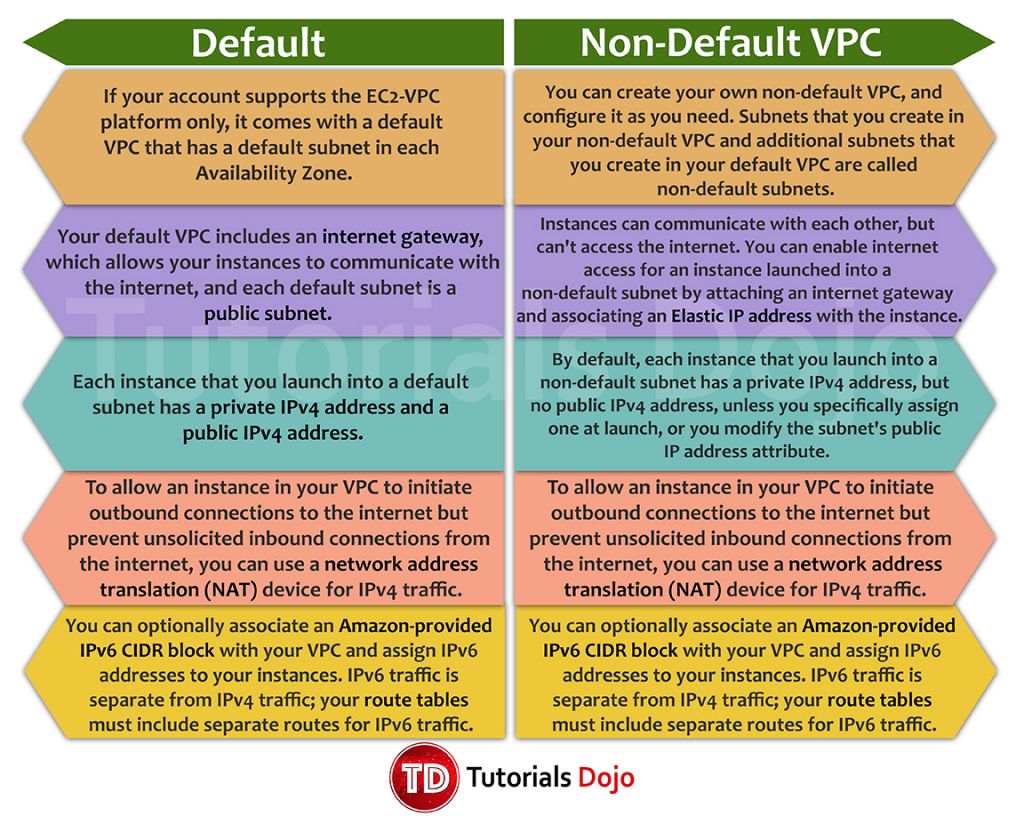 Default
Non-Default VPC
If your account supports the EC2-VPC
platform only, it comes with a default
VPC that has a default subnet in each
Availability Zone.
You can create your own non-default VPC, and
configure it as you need. Subnets that you create in
your non-default VPC and additional subnets that
you create in your default VPC are called
non-default subnets.
Your default VPC includes an internet gateway,
which allows your instances to communicate with
the internet, and each default subnet is a
public subnet.
Instances can communicate with each other, but
can't access the internet. You can enable internet
access for an instance launched into a
non-default subnet by attaching an internet gateway
and associating an Elastic IP address with the instance.
Tutorials Dojo
Each instance that you launch into a default
subnet has a private IPv4 address and a
public IPv4 address.
By default, each instance that you launch into a
non-default subnet has a private IPv4 address, but
no public IPv4 address, unless you specifically assign
one at launch, or you modify the subnet's public
IP address attribute.
To allow an instance in your VPC to initiate
outbound connections to the internet but
prevent unsolicited inbound connections from
the internet, you can use a network address
translation (NAT) device for IPv4 traffic.
To allow an instance in your VPC to initiate
outbound connections to the internet but
prevent unsolicited inbound connections from
the internet, you can use a network address
translation (NAT) device for IPv4 traffic.
You can optionally associate an Amazon-provided
IPv6 CIDR block with your VPC and assign IPv6
addresses to your instances. IPv6 traffic is
separate from IPv4 traffic; your route tables
must include separate routes for IPv6 traffic.
You can optionally associate an Amazon-provided
IPv6 CIDR block with your VPC and assign IPv6
addresses to your instances. IPv6 traffic is
separate from IPv4 traffic; your route tables
must include separate routes for IPv6 traffic.
TD Tutorials Dojo